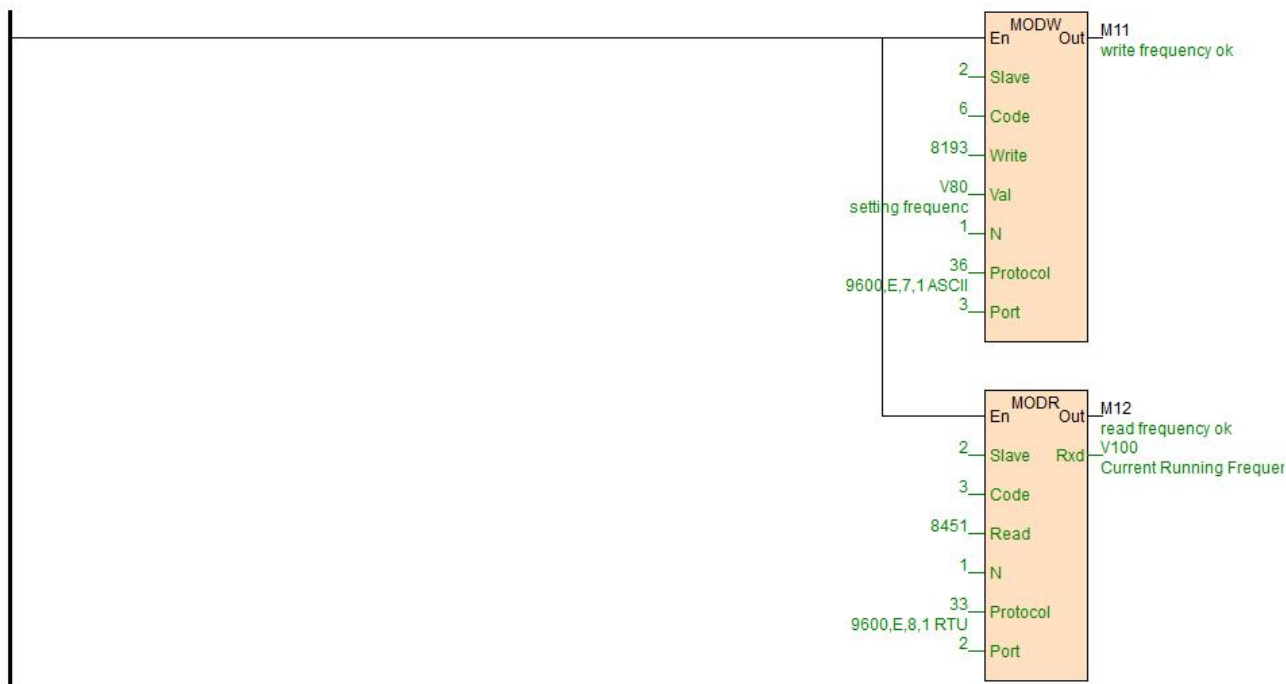 MODW
En Out M11
write frequency ok
2 Slave
6 Code
8193 Write
V80 Val
setting frequenc
1 N
36 Protocol
9600,E,7,1 ASCII
3 Port
MODR
En Out M12
read frequency ok
2 Slave Rxd V100
Current Running Frequer
3 Code
8451 Read
1 N
33 Protocol
9600,E,8,1 RTU
2 Port